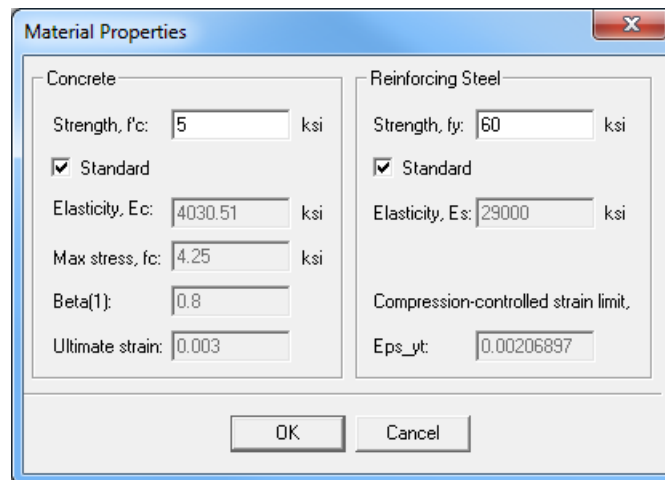 Material Properties
Concrete
Strength, f'c: 5 ksi
Standard
Elasticity, Ec: 4030.51 ksi
Max stress, fc: 4.25 ksi
Beta(1): 0.8
Ultimate strain: 0.003
Reinforcing Steel
Strength, fy: 60 ksi
Standard
Elasticity, Es: 29000 ksi
Compression-controlled strain limit,
Eps_yt: 0.00206897
OK Cancel